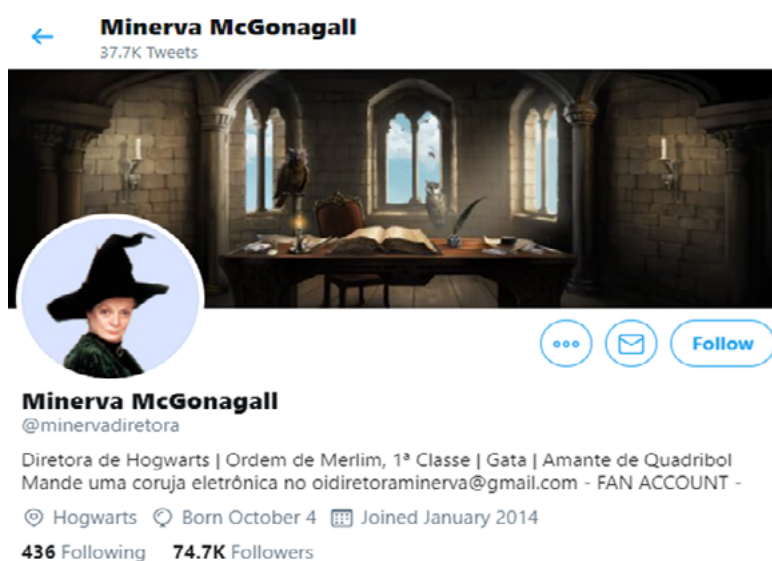 Minerva McGonagall
37.7K Tweets
Follow
Minerva McGonagall
@minervadiretora
Diretora de Hogwarts | Ordem de Merlim, 1ª Classe | Gata | Amante de Quadribol
Mande uma coruja eletrônica no oidiretoraminerva@gmail.com - FAN ACCOUNT -
Hogwarts Born October 4 Joined January 2014
436 Following 74.7K Followers